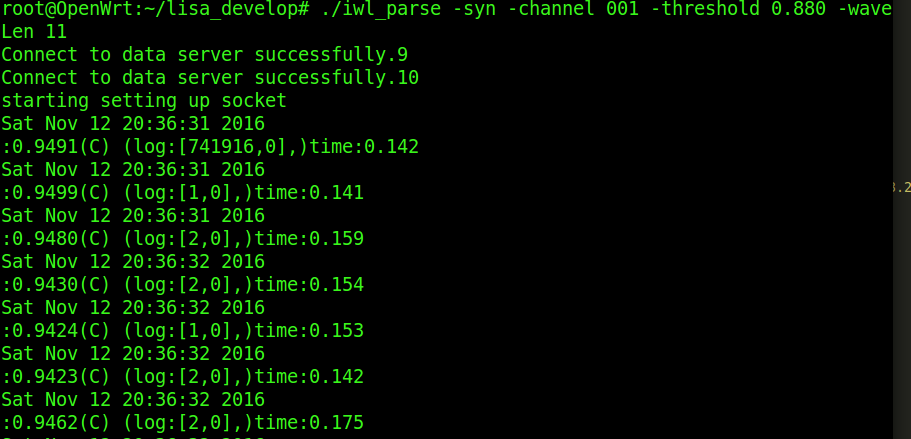 root@OpenWrt:~/lisa_develop# ./iwl_parse -syn -channel 001 -threshold 0.880 -wave
Len 11
Connect to data server successfully.9
Connect to data server successfully.10
starting setting up socket
Sat Nov 12 20:36:31 2016
:0.9491(C) (log:[741916,0],)time:0.142
Sat Nov 12 20:36:31 2016
:0.9499(C) (log:[1,0],)time:0.141
Sat Nov 12 20:36:31 2016
:0.9480(C) (log:[2,0],)time:0.159
Sat Nov 12 20:36:32 2016
:0.9430(C) (log:[2,0],)time:0.154
Sat Nov 12 20:36:32 2016
:0.9424(C) (log:[1,0],)time:0.153
Sat Nov 12 20:36:32 2016
:0.9423(C) (log:[2,0],)time:0.142
Sat Nov 12 20:36:32 2016
:0.9462(C) (log:[2,0],)time:0.175